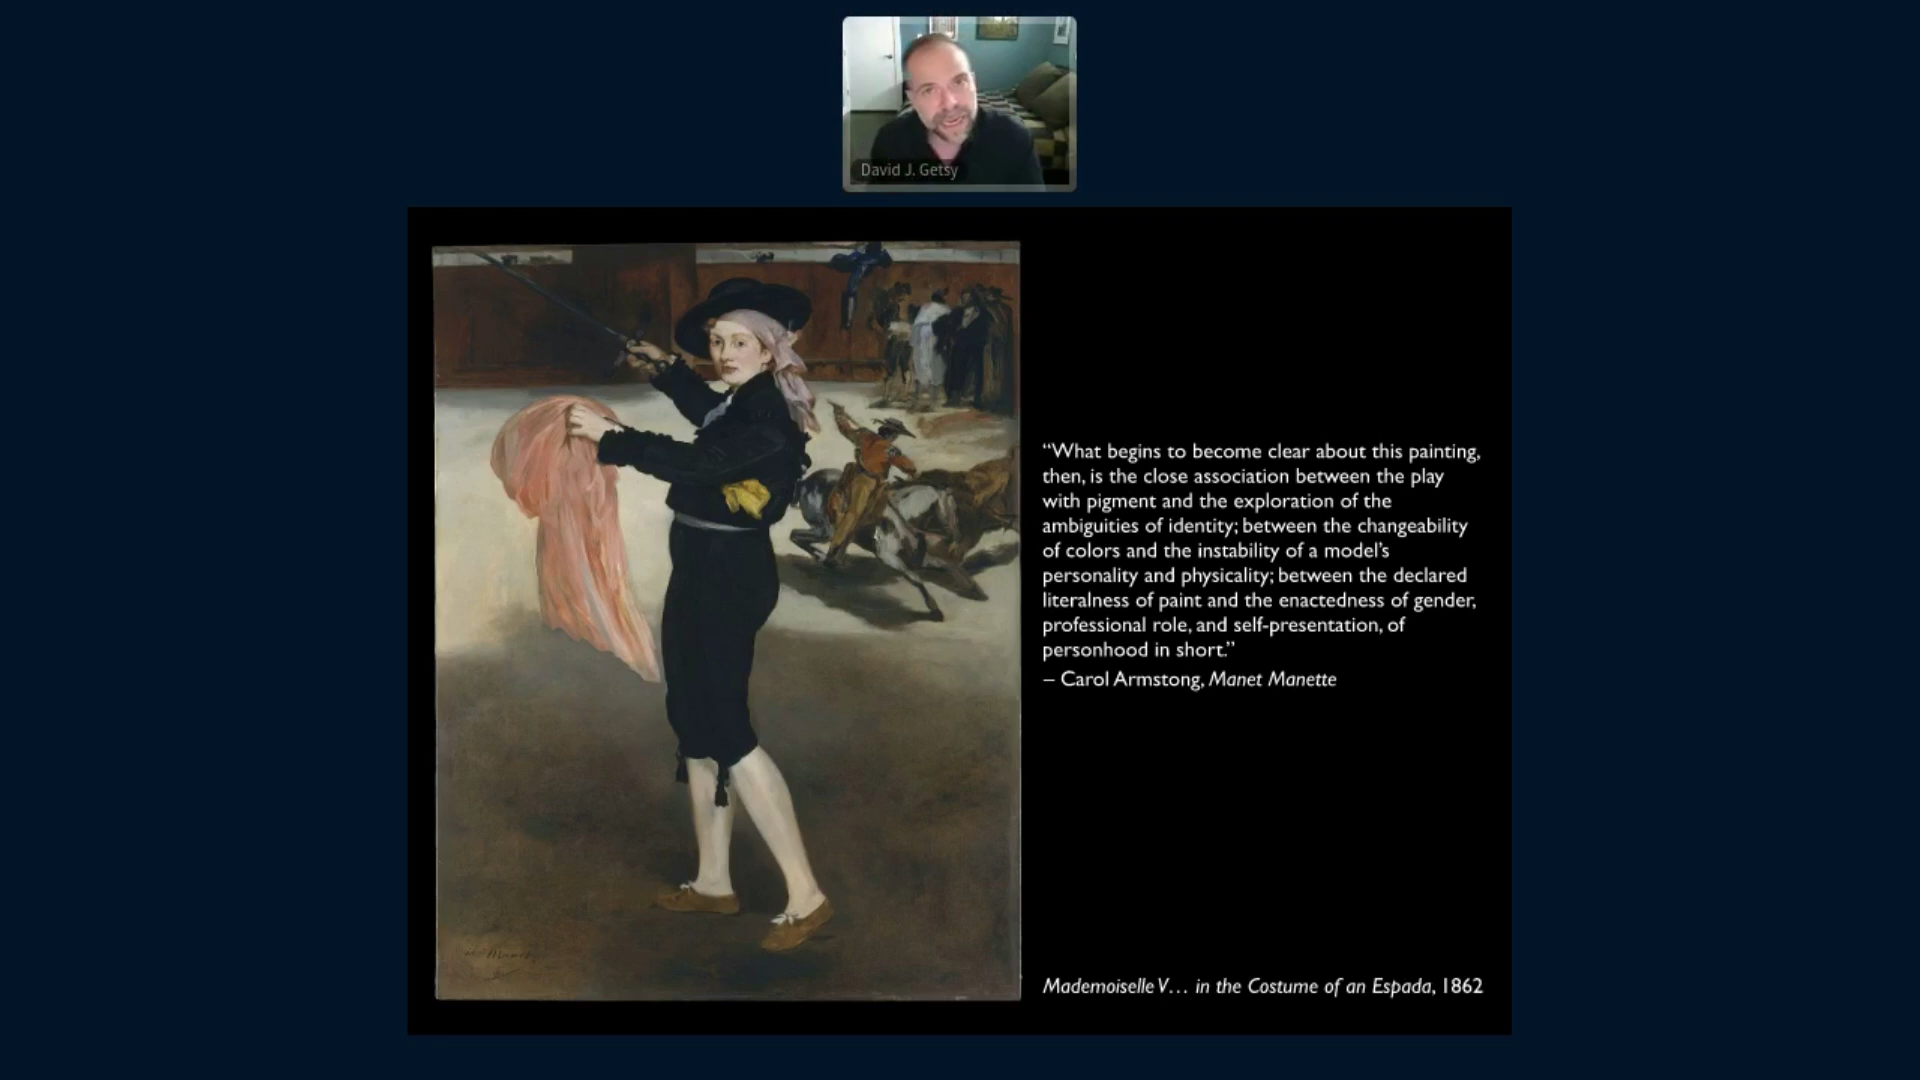 David J. Getsy
“What begins to become clear about this painting,
then, is the close association between the play
with pigment and the exploration of the
ambiguities of identity; between the changeability
of colors and the instability of a model’s
personality and physicality; between the declared
literalness of paint and the enactedness of gender,
professional role, and self-presentation, of
personhood in short.”
– Carol Armstong, Manet Manette
Mademoiselle V… in the Costume of an Espada, 1862